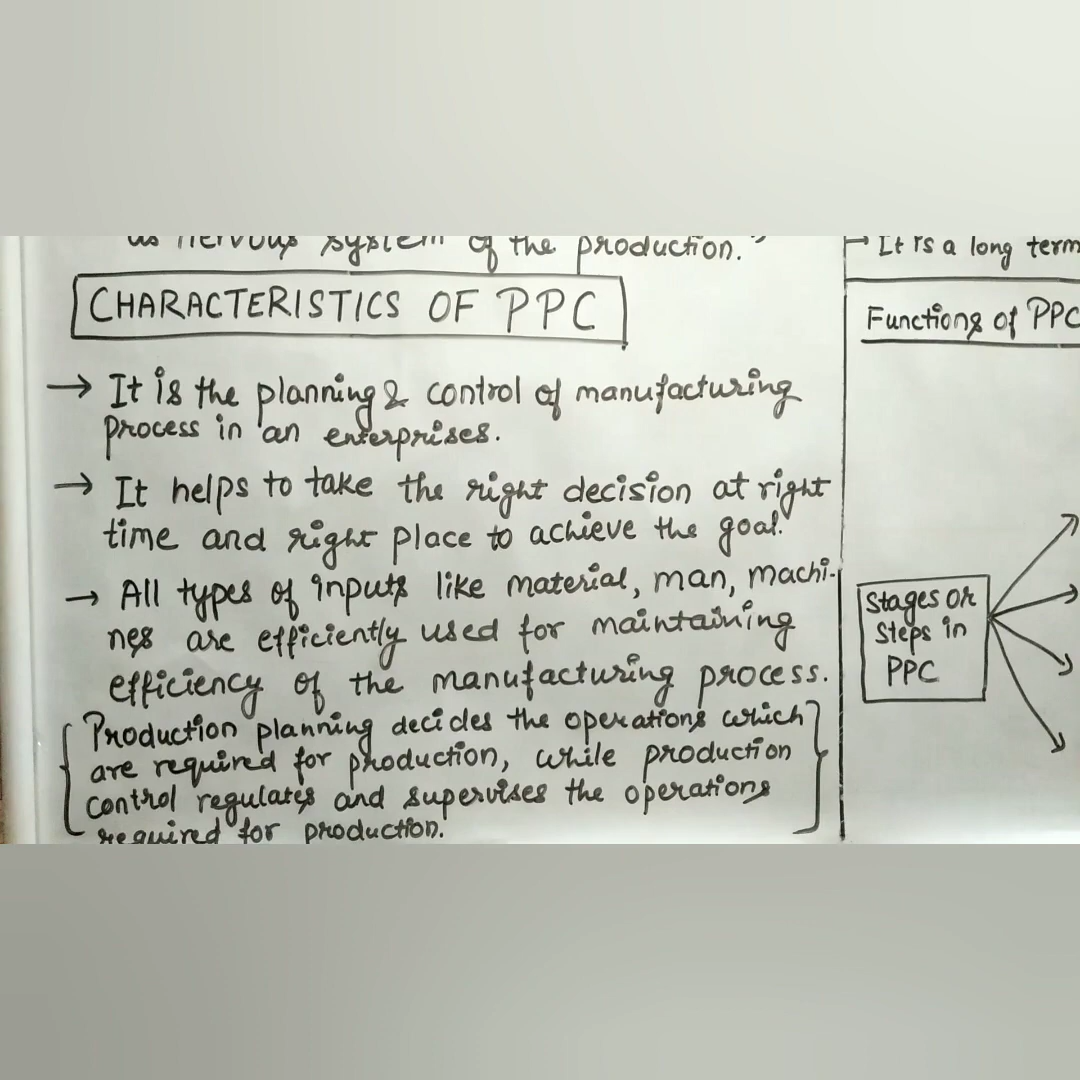 as nervous system of the production."
CHARACTERISTICS OF PPC
→ It is the planning & control of manufacturing
process in an enterprises.
→ It helps to take the right decision at right
time and right place to achieve the goal.
→ All types of inputs like material, man, machi-
nes are efficiently used for maintaining
efficiency of the manufacturing process.
{Production planning decides the operations which
are required for production, while production
control regulates and supervises the operations
required for production.}
→ It is a long term
Functions of PPC
Stages or
Steps in
PPC